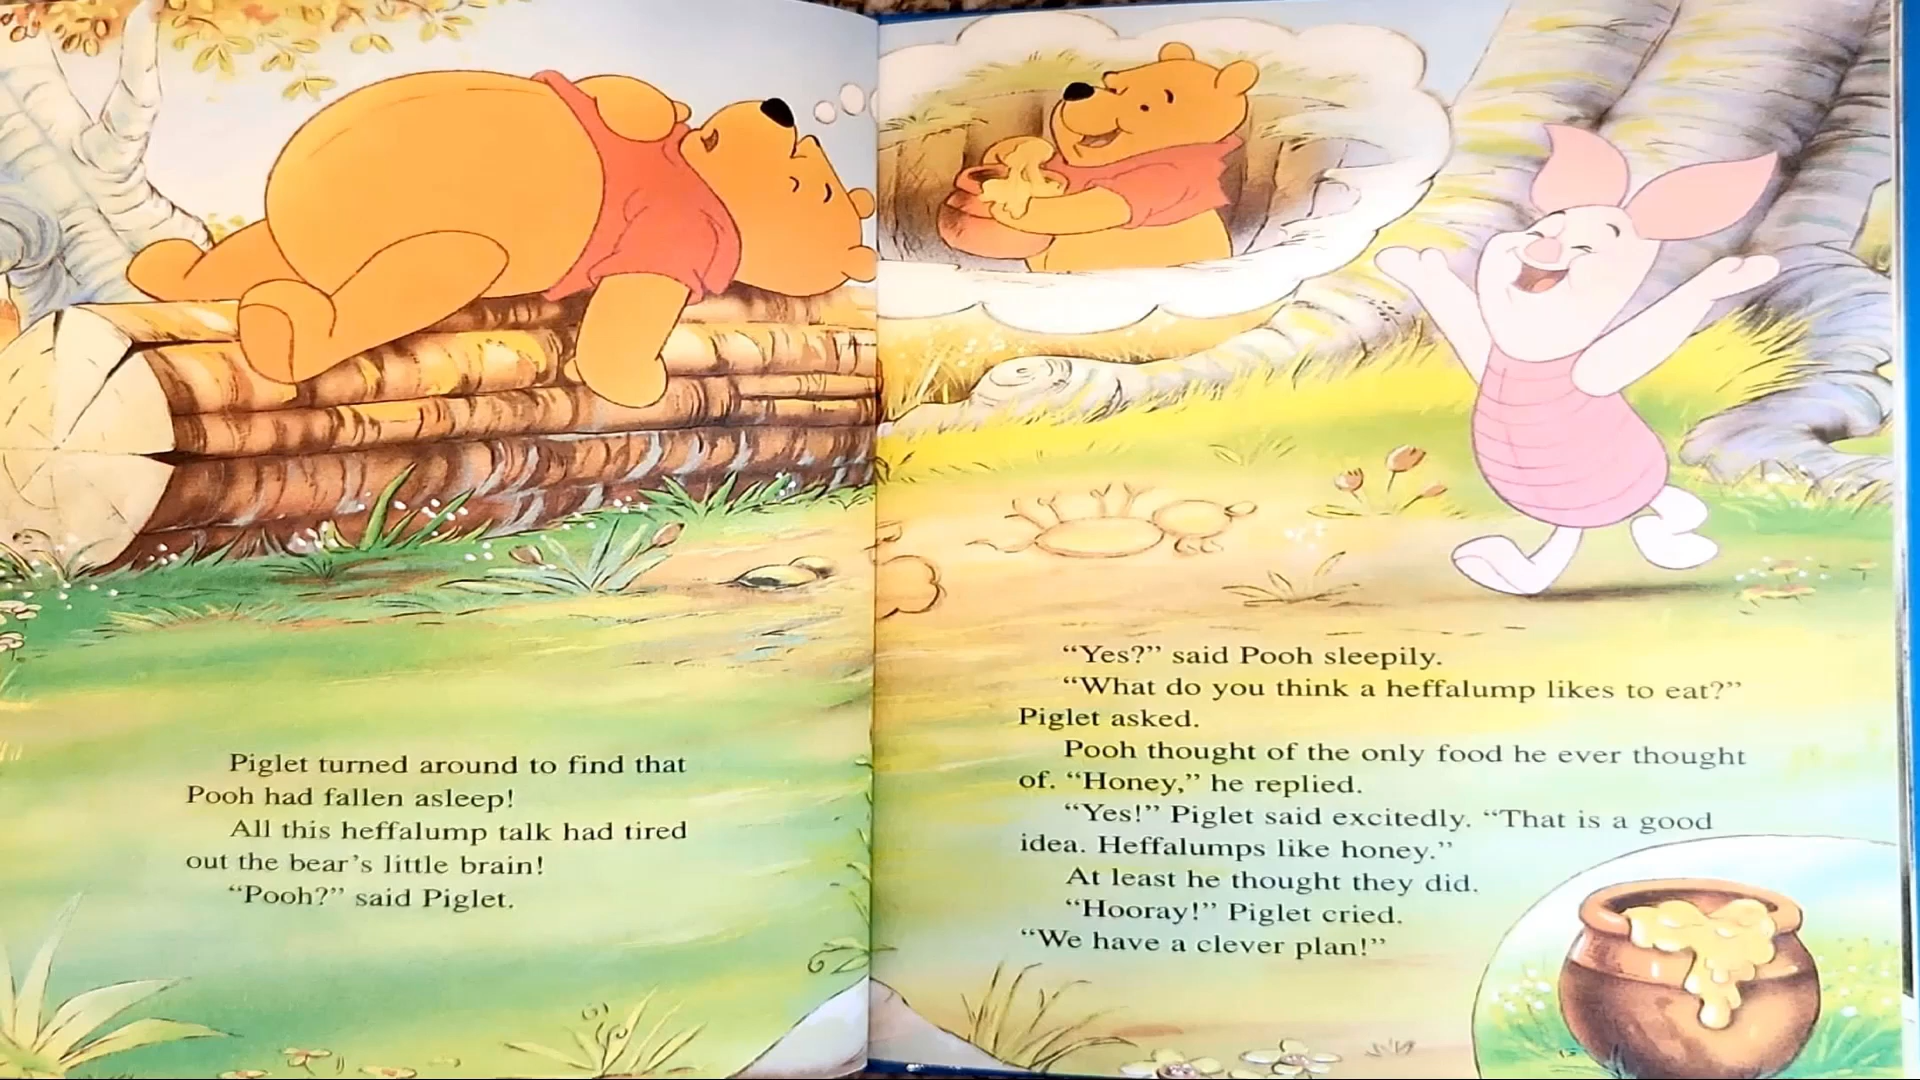 Piglet turned around to find that
Pooh had fallen asleep!
All this heffalump talk had tired
out the bear's little brain!
“Pooh?” said Piglet.
“Yes?” said Pooh sleepily.
“What do you think a heffalump likes to eat?”
Piglet asked.
Pooh thought of the only food he ever thought
of. “Honey,” he replied.
“Yes!” Piglet said excitedly. “That is a good
idea. Heffalumps like honey.”
At least he thought they did.
“Hooray!” Piglet cried.
“We have a clever plan!”